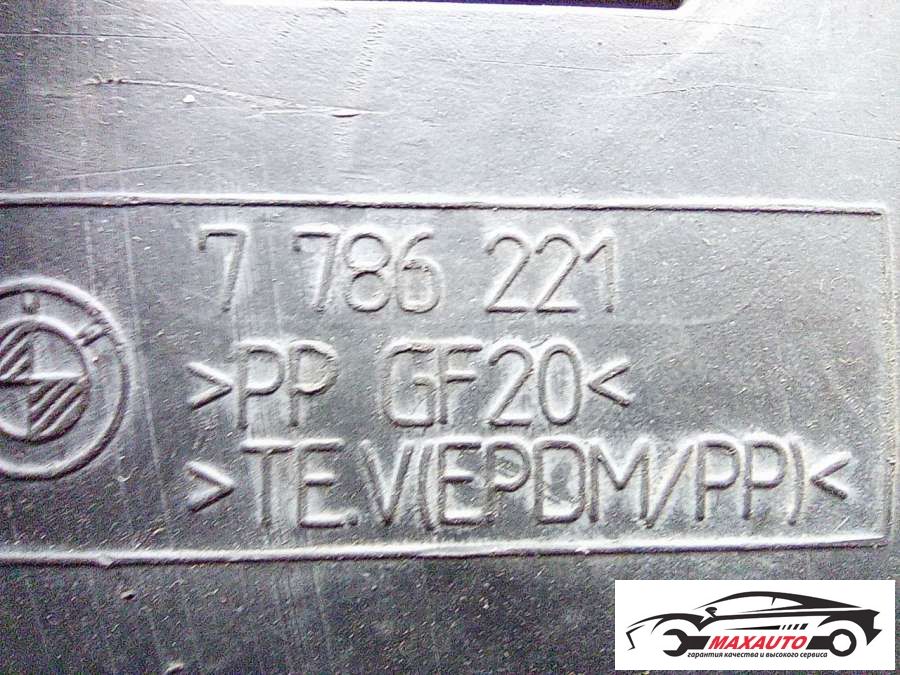 7 786 221
>PP GF20<
>TE.V(EPDM/PP)<
MAXAUTO
гарантия качества и высокого сервиса